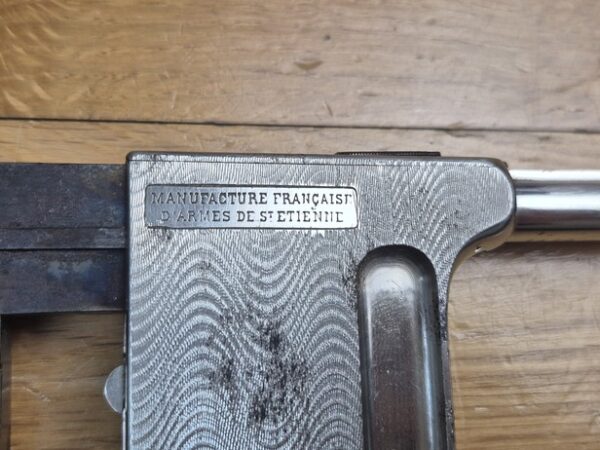 MANUFACTURE FRANÇAISE
D'ARMES DE ST ETIENNE